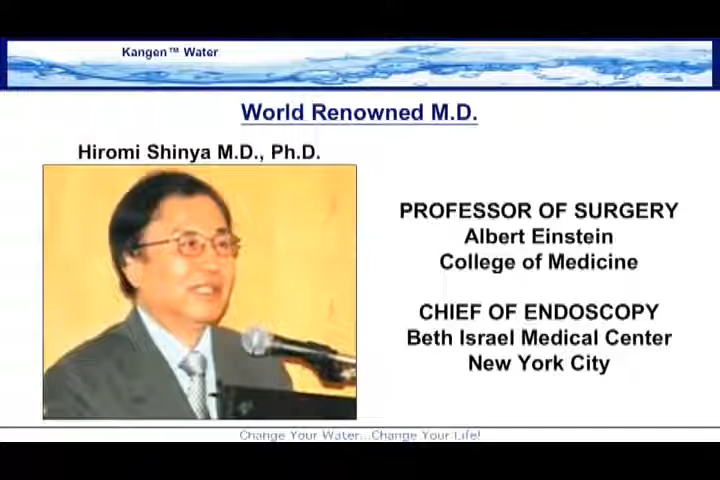 Kangen™ Water
World Renowned M.D.
Hiromi Shinya M.D., Ph.D.
PROFESSOR OF SURGERY
Albert Einstein
College of Medicine
CHIEF OF ENDOSCOPY
Beth Israel Medical Center
New York City
Change Your Water...Change Your Life!